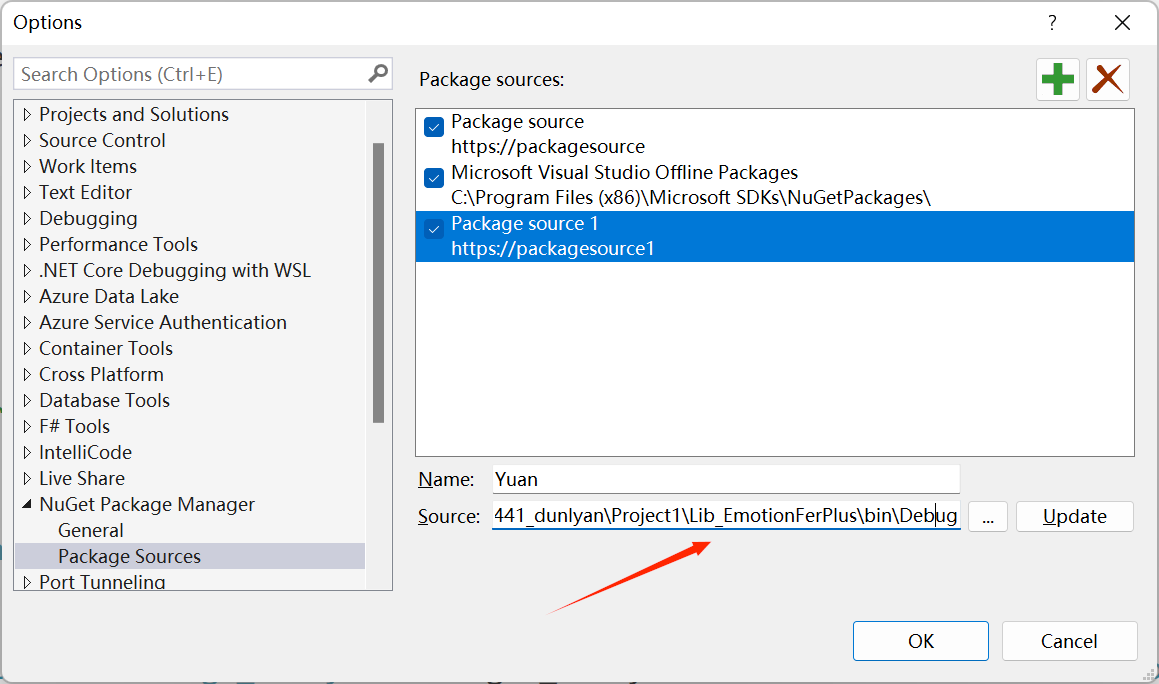 Options
?
Search Options (Ctrl+E)
Projects and Solutions
Source Control
Work Items
Text Editor
Debugging
Performance Tools
.NET Core Debugging with WSL
Azure Data Lake
Azure Service Authentication
Container Tools
Cross Platform
Database Tools
F# Tools
IntelliCode
Live Share
NuGet Package Manager
General
Package Sources
Port Tunneling
Package sources:
Package source
https://packagesource
Microsoft Visual Studio Offline Packages
C:\Program Files (x86)\Microsoft SDKs\NuGetPackages\
Package source 1
https://packagesource1
Name: Yuan
Source: 441_dunlyan\Project1\Lib_EmotionFerPlus\bin\Debug ... Update
OK Cancel